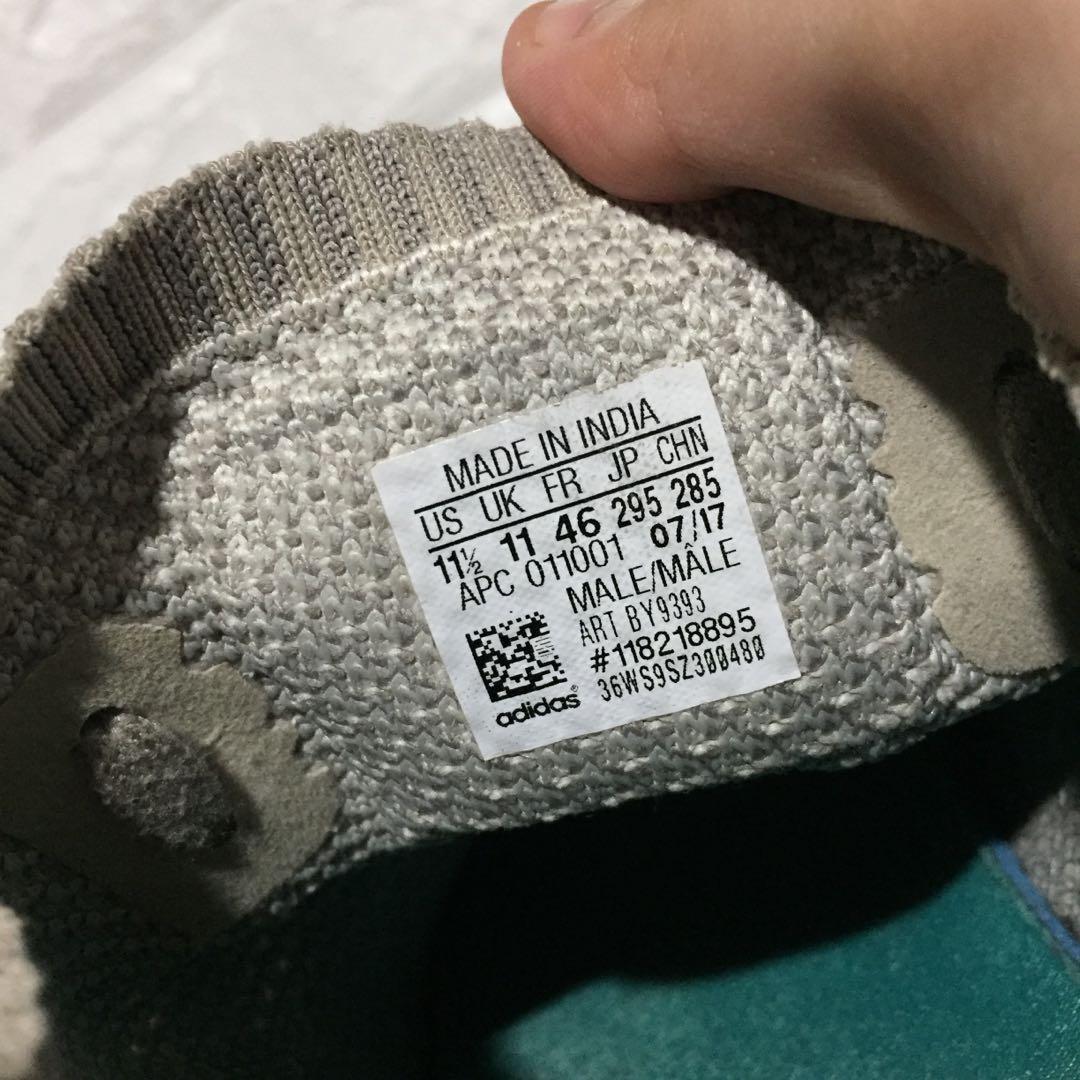 MADE IN INDIA
US UK FR JP CHN
11½ 11 46 295 285
APC 011001 07/17
MALE/MÂLE
ART BY9393
#118218895
36WS9SZ300480
adidas®